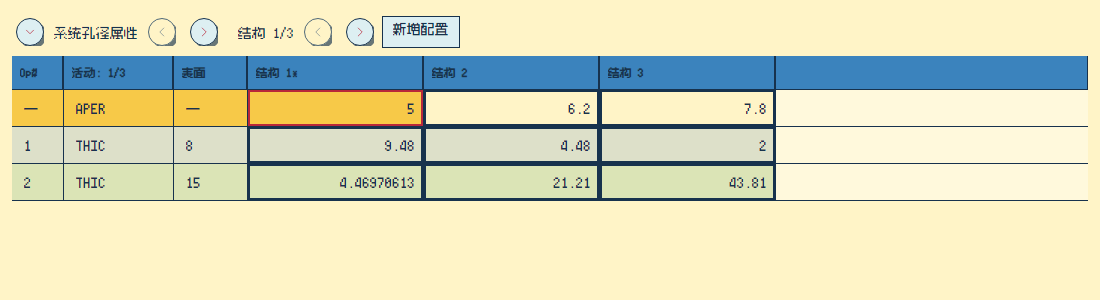 系统孔径属性 结构 1/3 新增配置
Op# 活动: 1/3 表面 结构 1* 结构 2 结构 3
— APER — 5 6.2 7.8
1 THIC 8 9.48 4.48 2
2 THIC 15 4.46970613 21.21 43.81